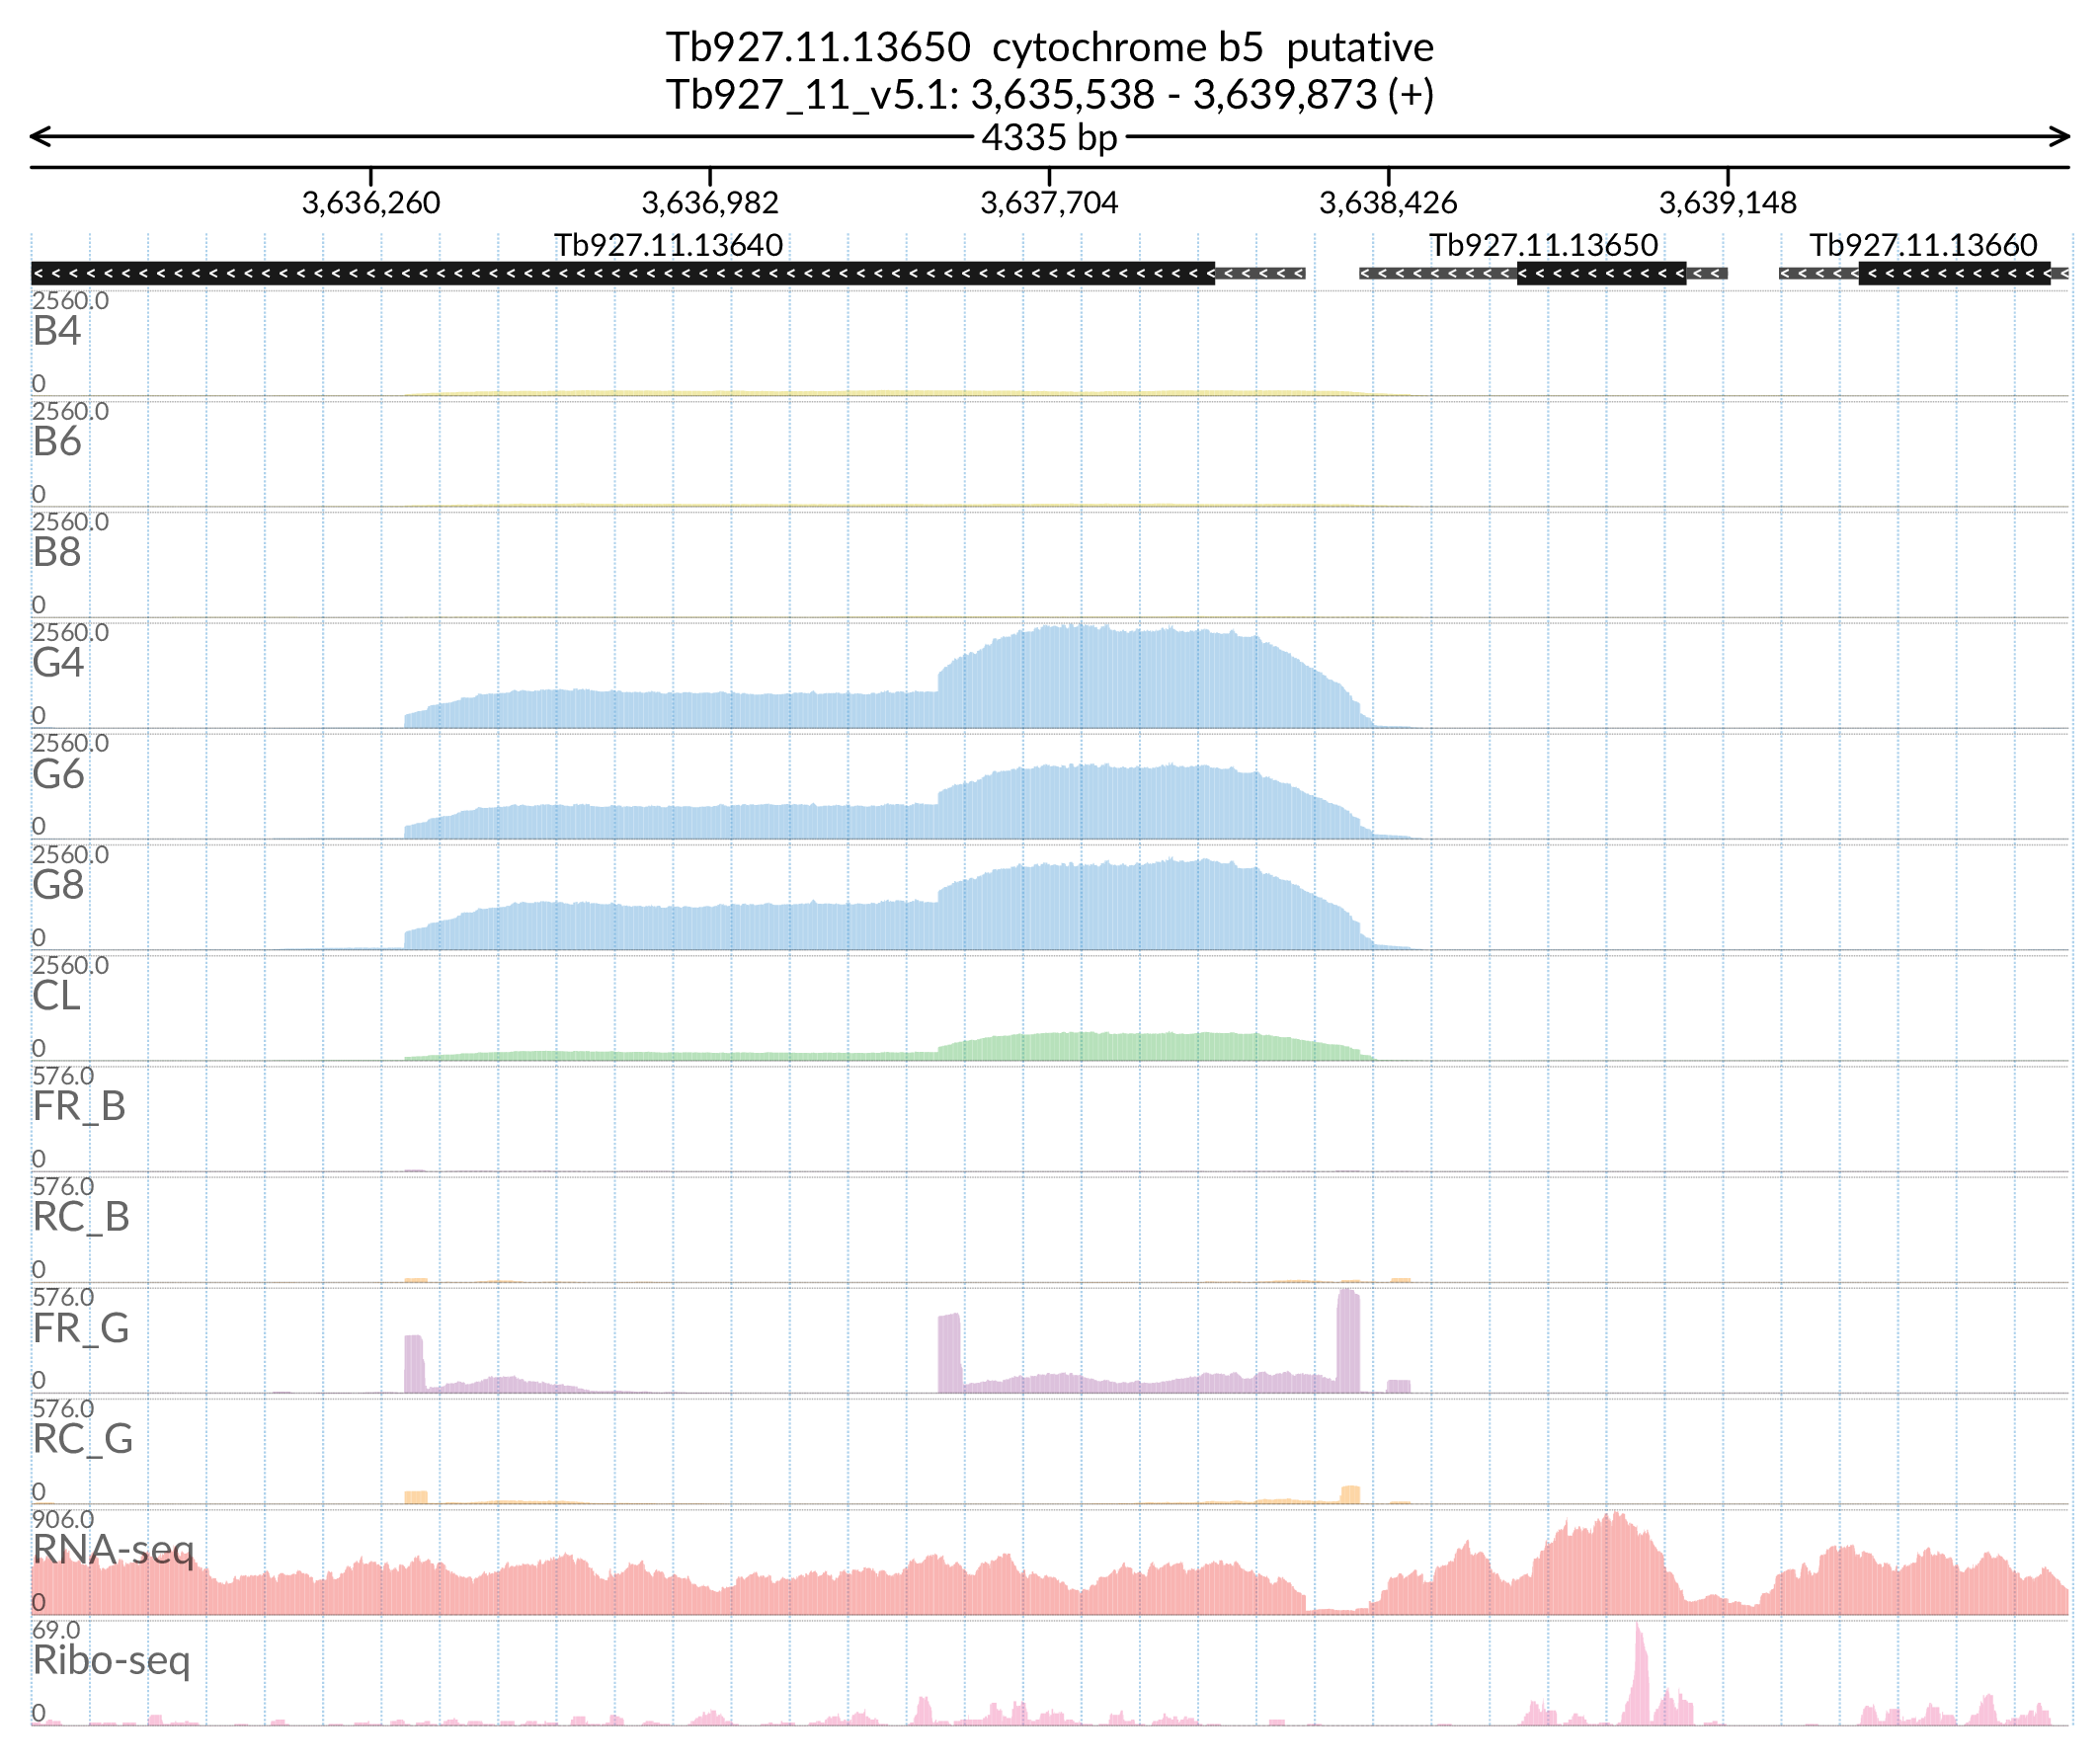 Tb927.11.13650 cytochrome b5 putative
Tb927_11_v5.1: 3,635,538 - 3,639,873 (+)
4335 bp
3,636,260 3,636,982 3,637,704 3,638,426 3,639,148
Tb927.11.13640 Tb927.11.13650 Tb927.11.13660
2560.0
B4
0
2560.0
B6
0
2560.0
B8
0
2560.0
G4
0
2560.0
G6
0
2560.0
G8
0
2560.0
CL
0
576.0
FR_B
0
576.0
RC_B
0
576.0
FR_G
0
576.0
RC_G
0
906.0
RNA-seq
0
69.0
Ribo-seq
0